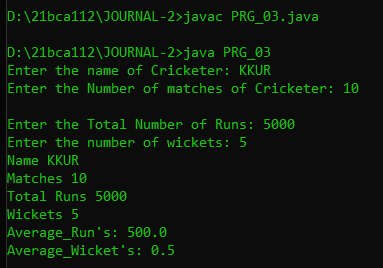 D:\21bca112\JOURNAL-2>javac PRG_03.java
D:\21bca112\JOURNAL-2>java PRG_03
Enter the name of Cricketer: KKUR
Enter the Number of matches of Cricketer: 10
Enter the Total Number of Runs: 5000
Enter the number of wickets: 5
Name KKUR
Matches 10
Total Runs 5000
Wickets 5
Average_Run's: 500.0
Average_Wicket's: 0.5